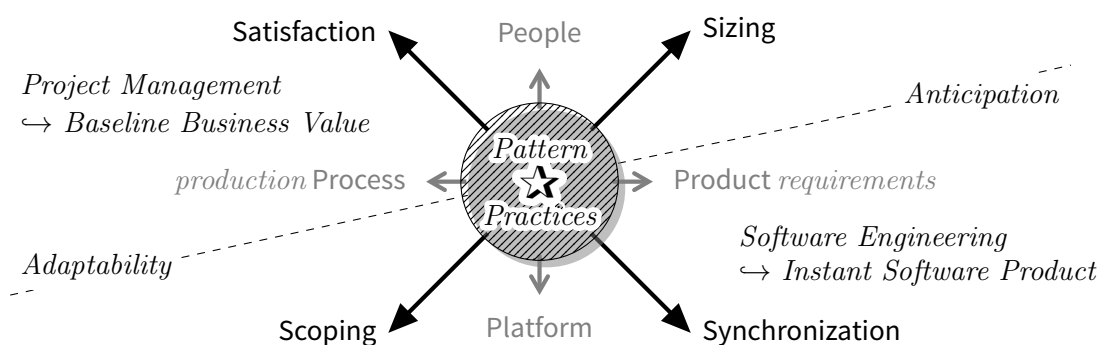 Satisfaction
People
Sizing
Project Management
↪ Baseline Business Value
Anticipation
Pattern
production Process
Product requirements
Practices
Adaptability
Software Engineering
↪ Instant Software Product
Scoping
Platform
Synchronization